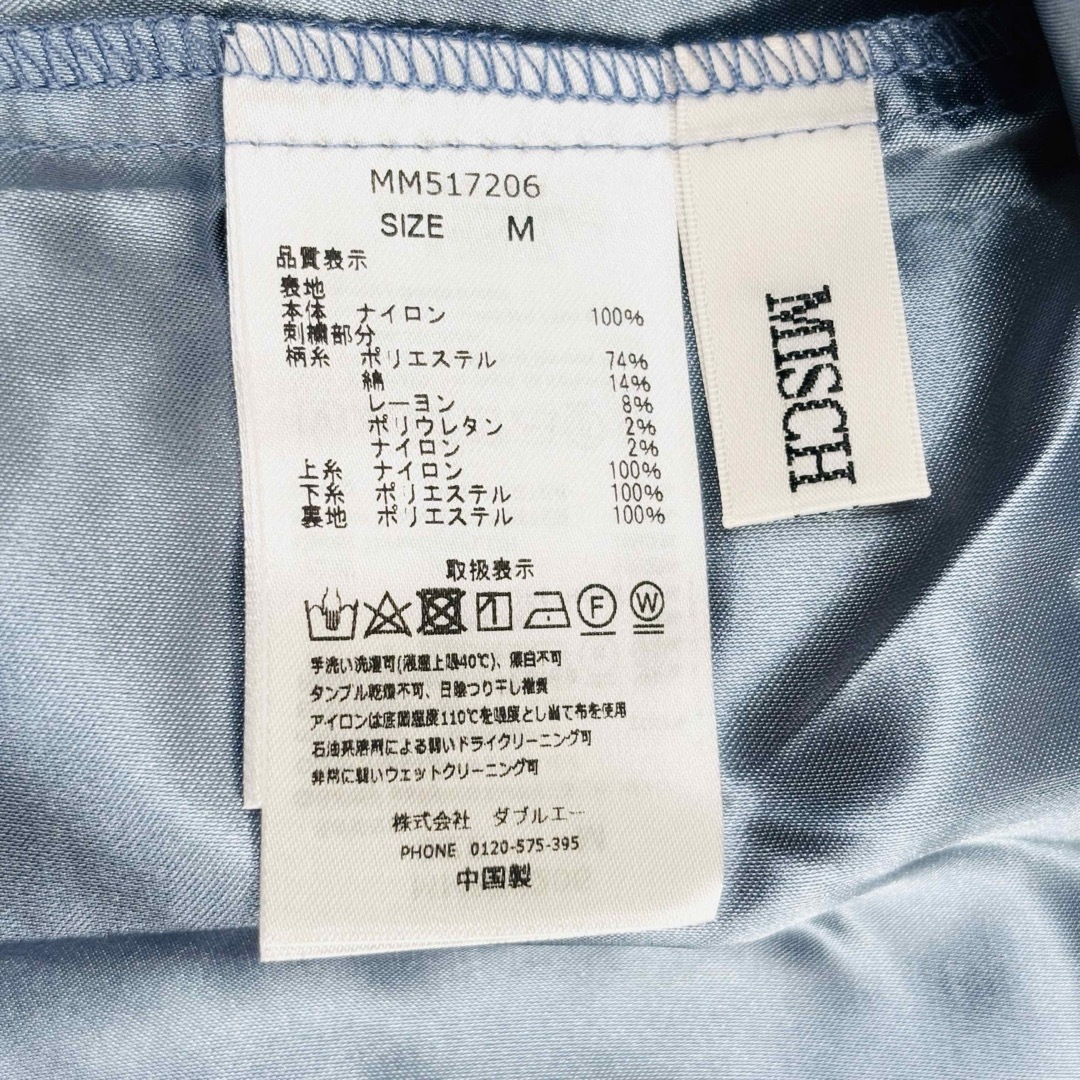 MM517206
SIZE M
品質表示
表地
本体 ナイロン 100%
刺繍部分
柄糸 ポリエステル 74%
綿 14%
レーヨン 8%
ポリウレタン 2%
ナイロン 2%
上糸 ナイロン 100%
下糸 ポリエステル 100%
裏地 ポリエステル 100%
取扱表示
F
W
手洗い洗濯可(液温上限40℃)、漂白不可
タンブル乾燥不可、日陰つり干し推奨
アイロンは底面温度110℃を限度とし当て布を使用
石油系溶剤による弱いドライクリーニング可
非常に弱いウェットクリーニング可
株式会社 ダブルエー
PHONE 0120-575-395
中国製
MISCH